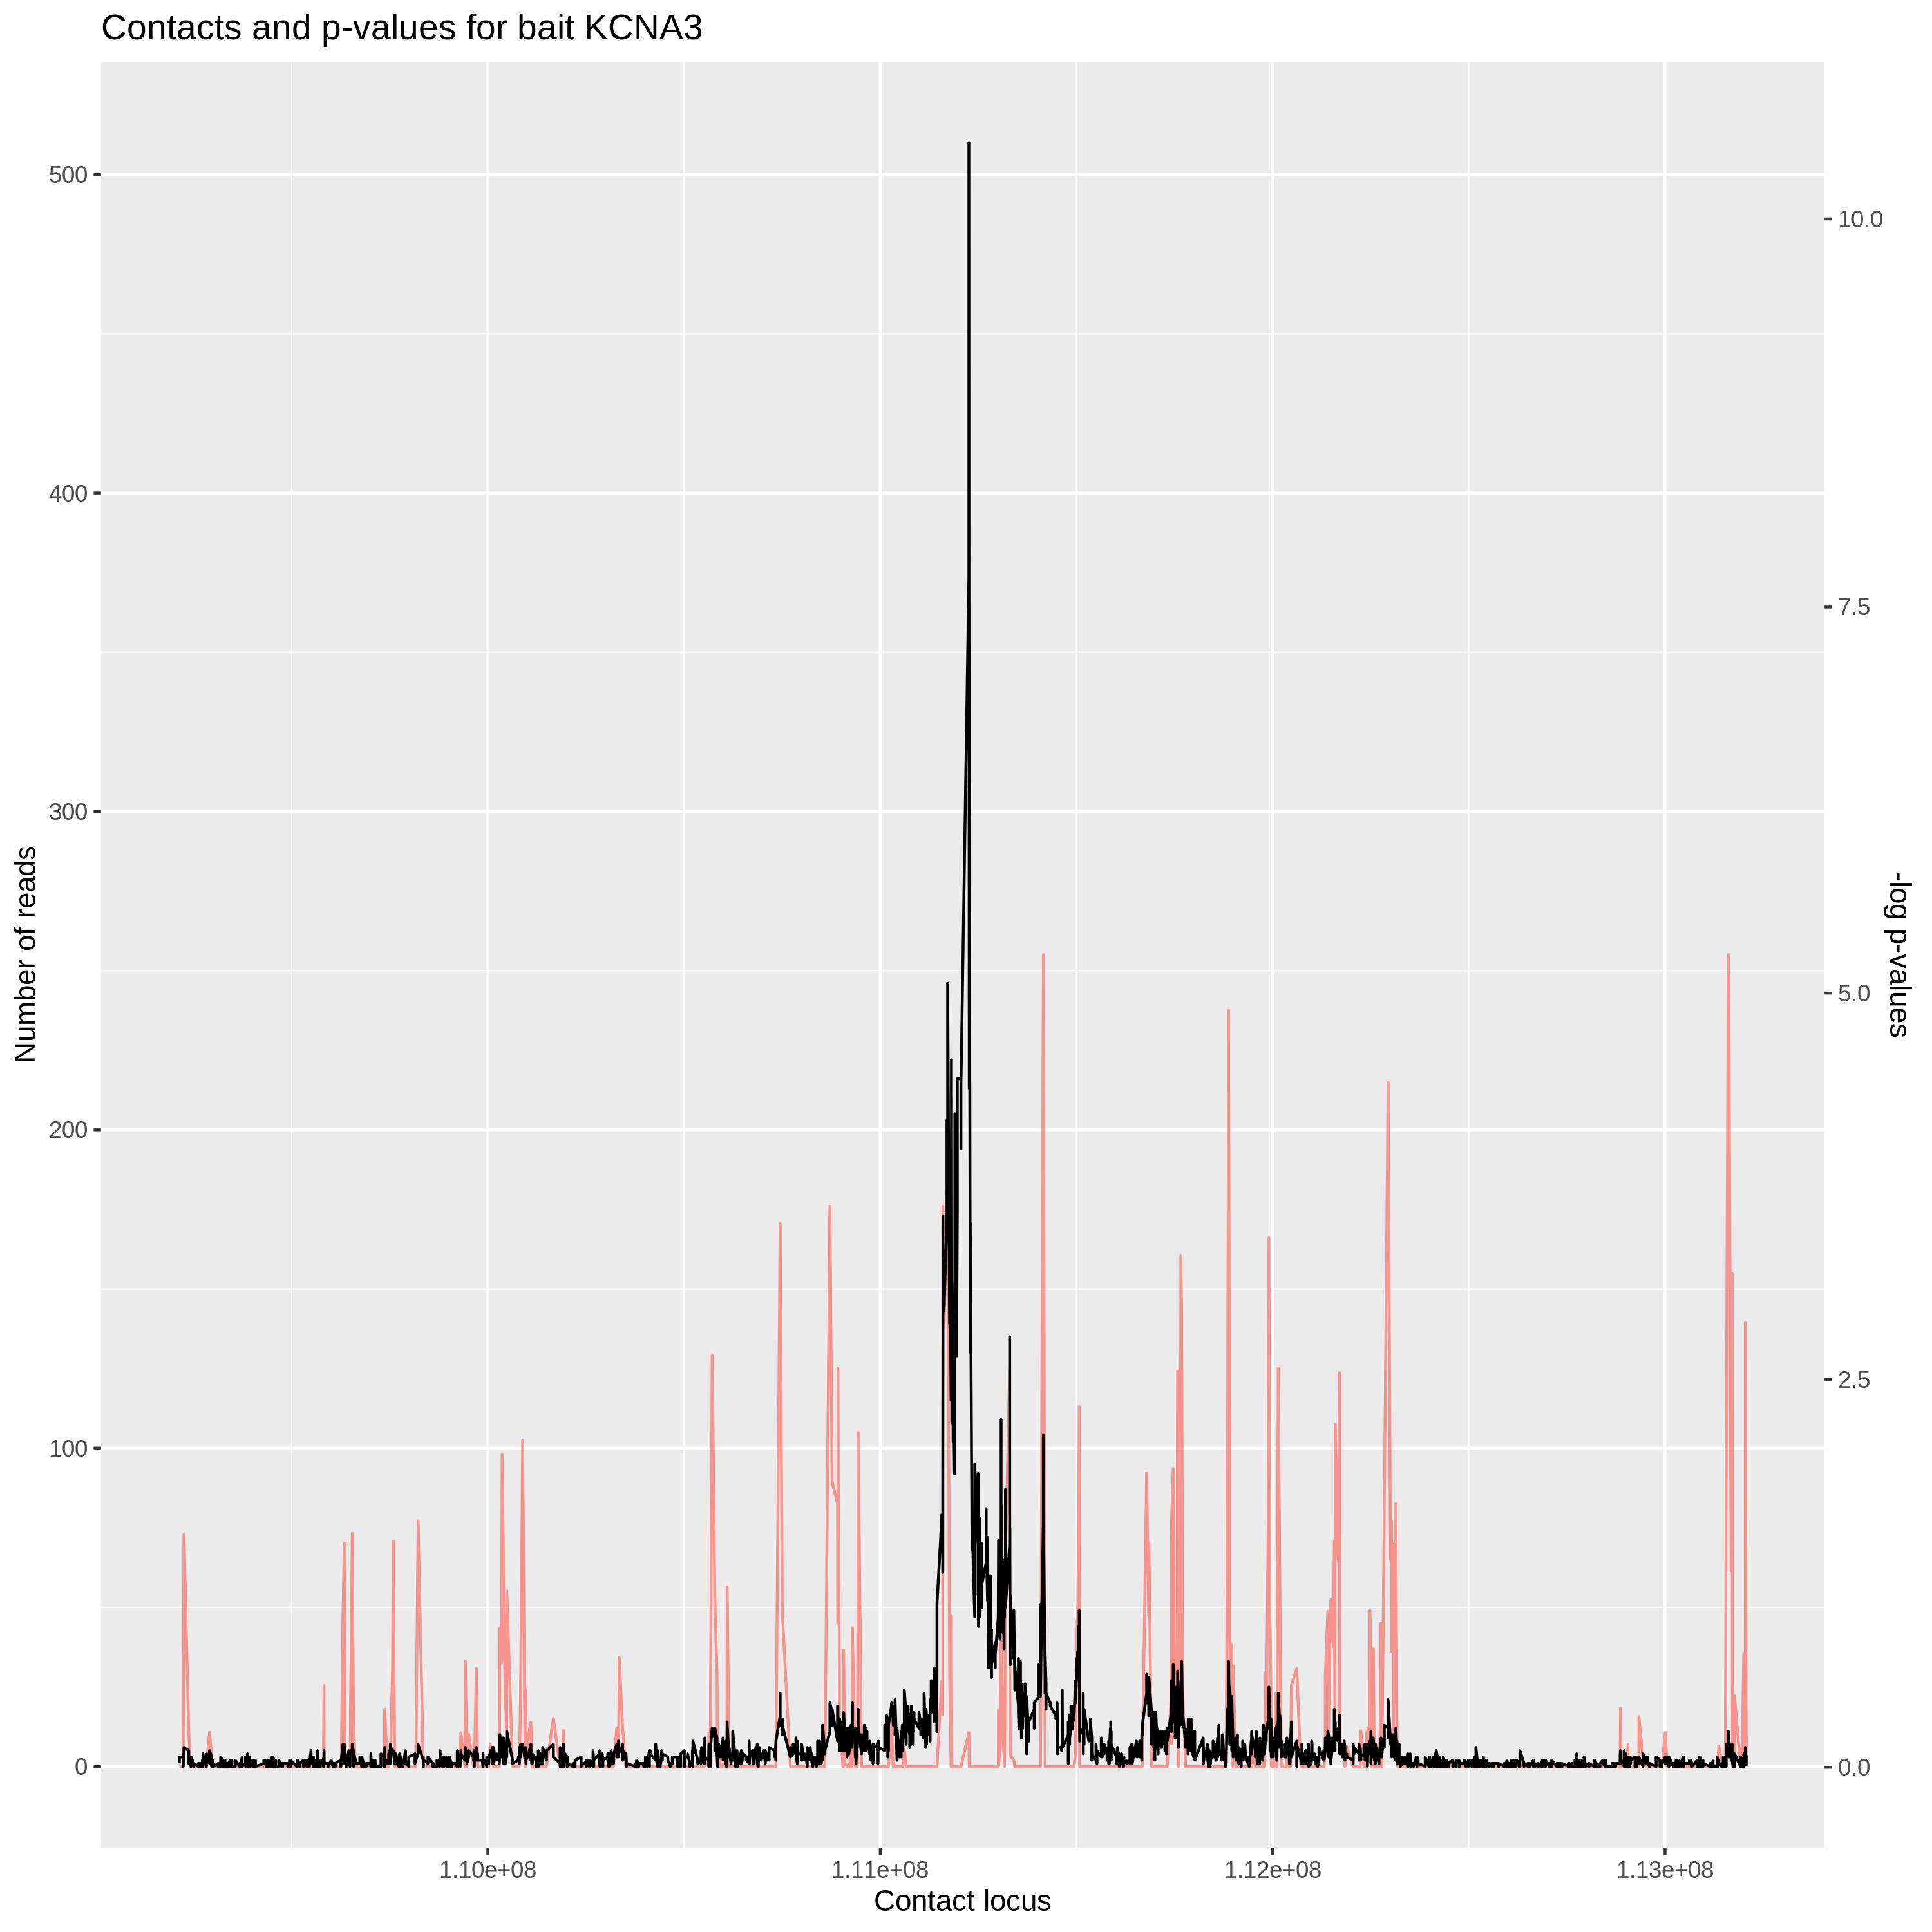 Contacts and p-values for bait KCNA3
500
400
300
200
100
0
Number of reads
10.0
7.5
5.0
2.5
0.0
-log p-values
1.10e+08 1.11e+08 1.12e+08 1.13e+08
Contact locus